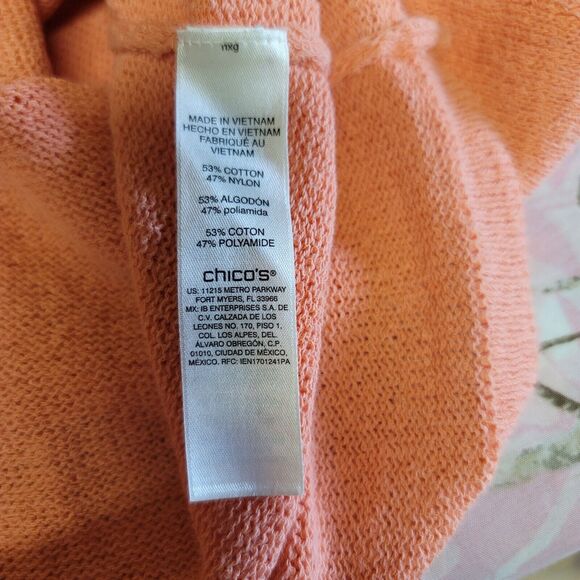 nxg
MADE IN VIETNAM
HECHO EN VIETNAM
FABRIQUÉ AU
VIETNAM
53% COTTON
47% NYLON
53% ALGODÓN
47% poliamida
53% COTON
47% POLYAMIDE
chico's®
US: 11215 METRO PARKWAY
FORT MYERS, FL 33966
MX: IB ENTERPRISES S.A. DE
C.V. CALZADA DE LOS
LEONES NO. 170, PISO 1,
COL. LOS ALPES, DEL.
ÁLVARO OBREGÓN, C.P.
01010, CIUDAD DE MÉXICO,
MÉXICO. RFC: IEN1701241PA